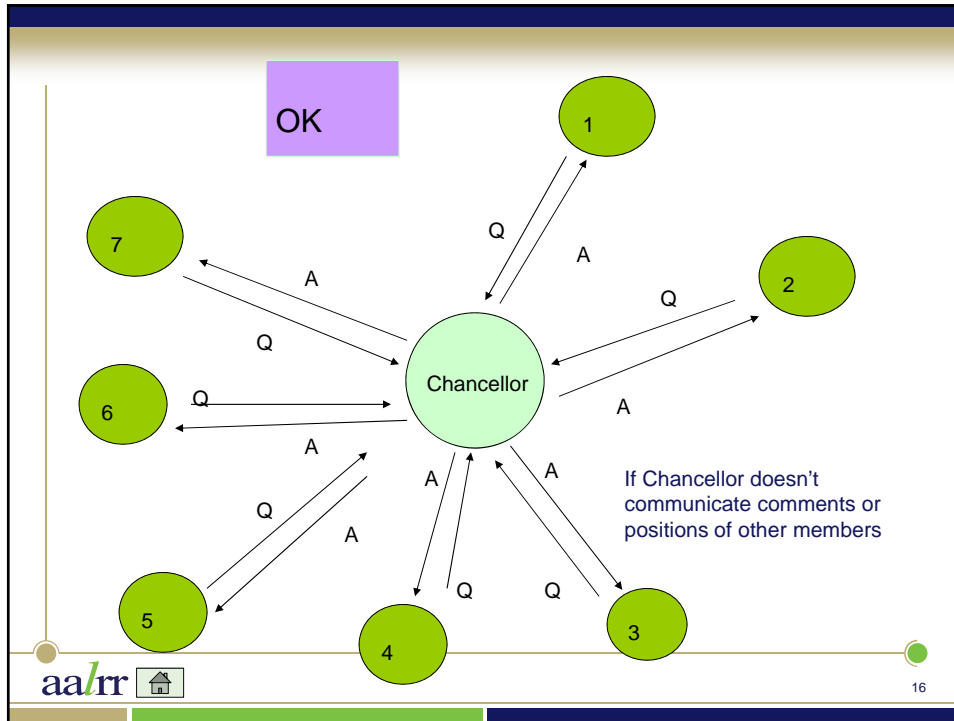 OK
1
Q
A
7
A
Q
2
Q
A
Chancellor
6
Q
A
If Chancellor doesn't
communicate comments or
positions of other members
Q
A
A
Q
A
Q
5
4
3
aalrr
16